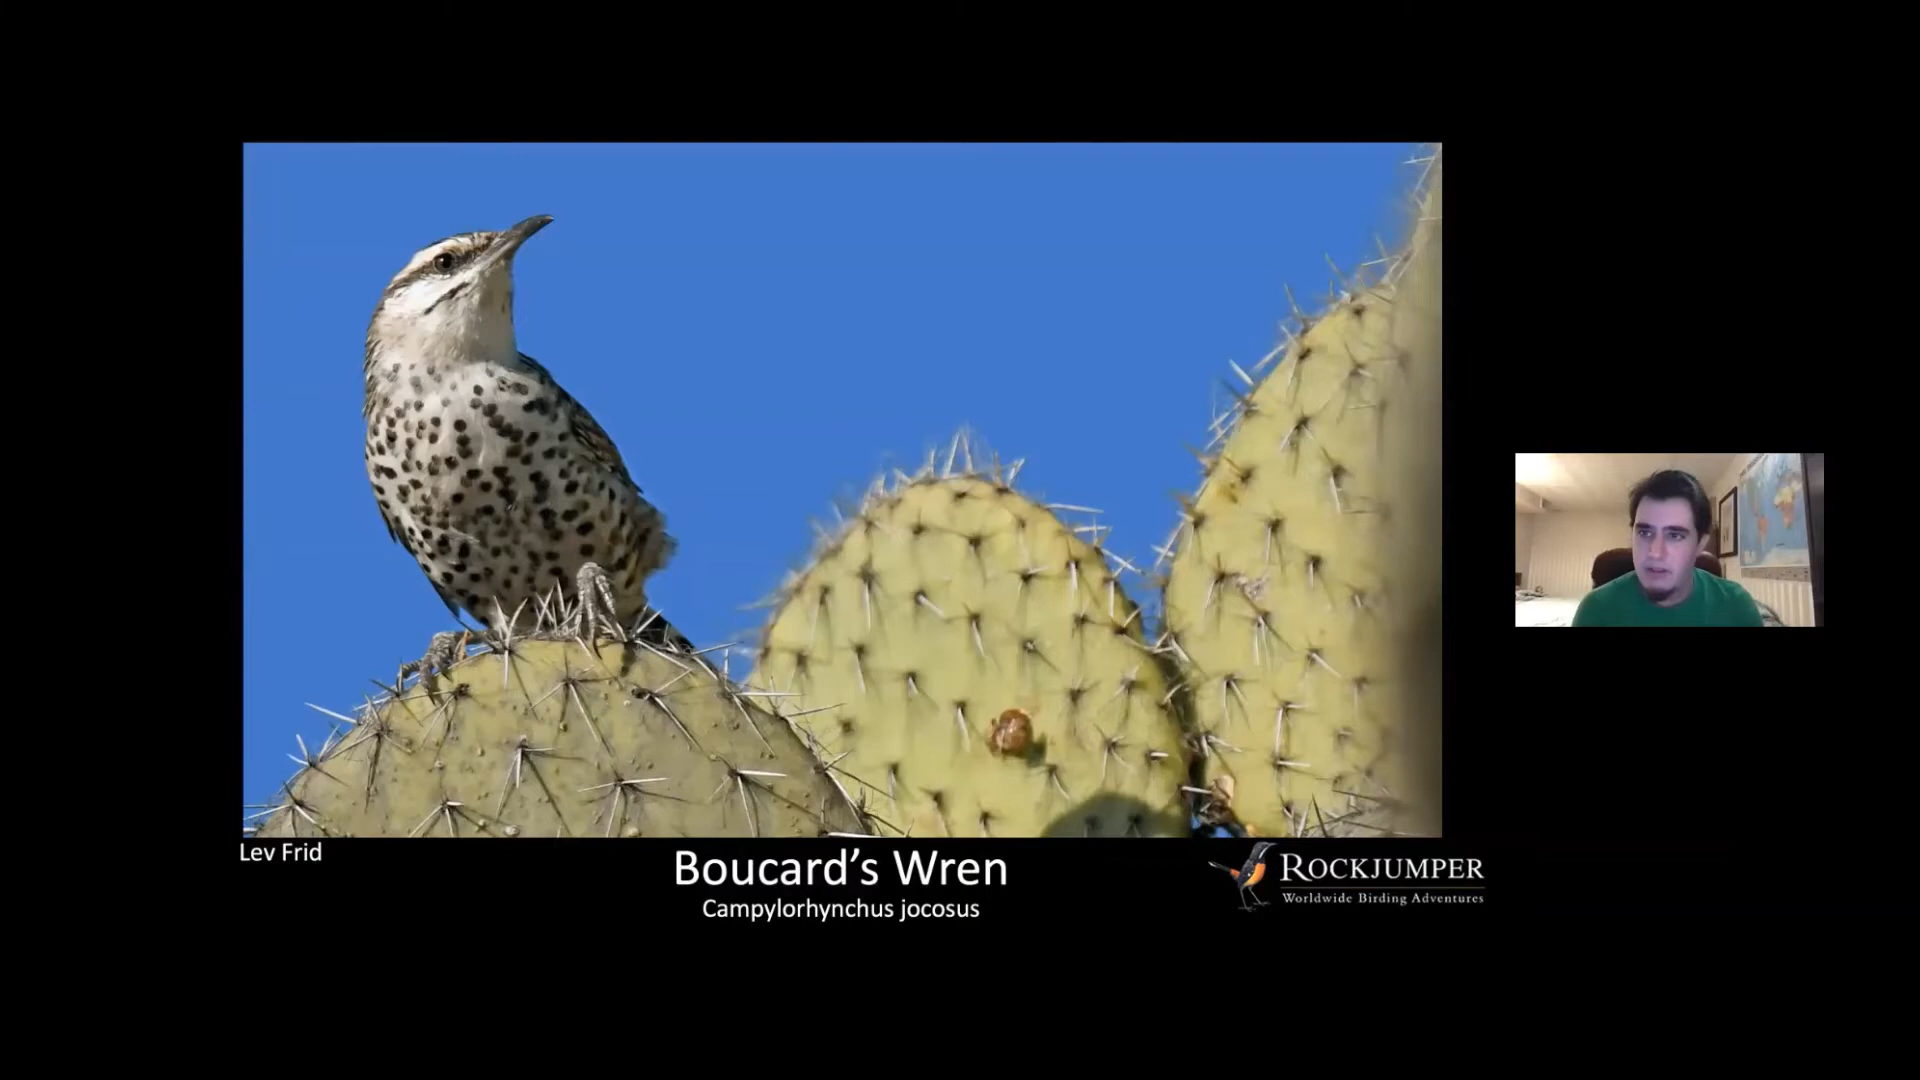 Lev Frid
Boucard’s Wren
Campylorhynchus jocosus
ROCKJUMPER
Worldwide Birding Adventures